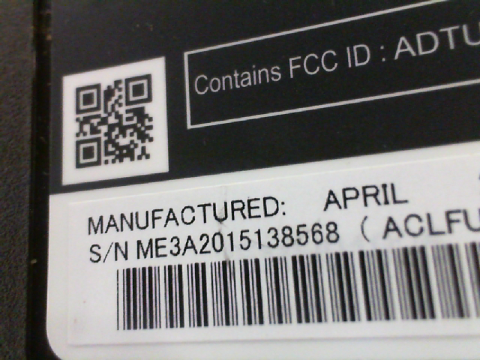 Contains FCC ID : ADTU
MANUFACTURED: APRIL
S/N ME3A2015138568 ( ACLFU